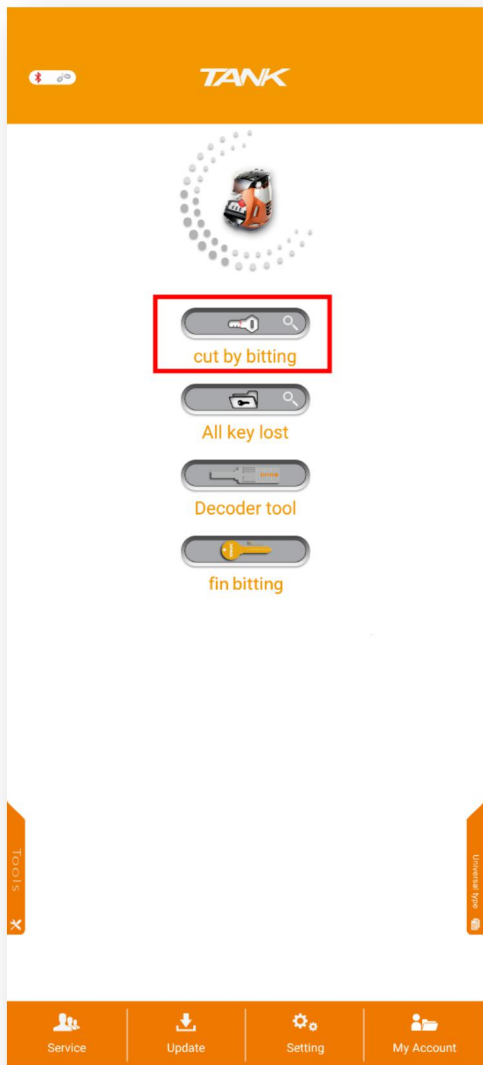 TANK
cut by bitting
All key lost
Decoder tool
fin bitting
Tools
Universal type
Service
Update
Setting
My Account